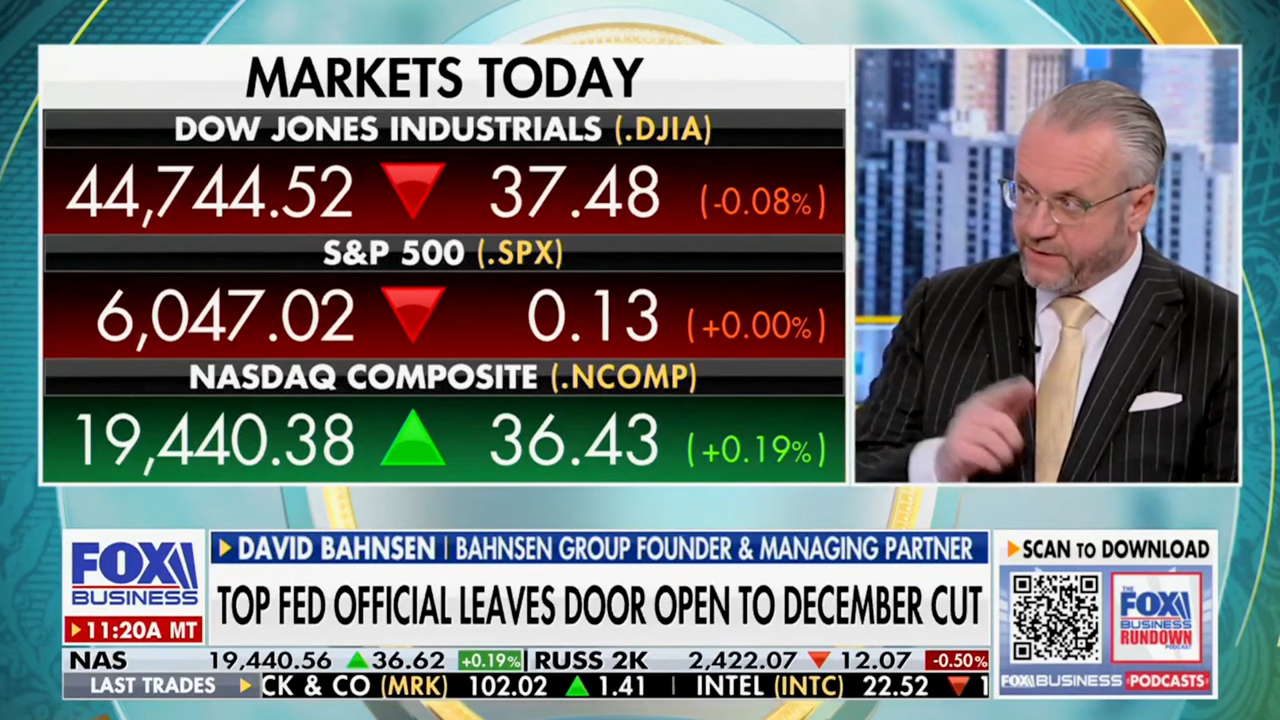 MARKETS TODAY
DOW JONES INDUSTRIALS (.DJIA)
44,744.52 ▼ 37.48 (-0.08%)
S&P 500 (.SPX)
6,047.02 ▼ 0.13 (+0.00%)
NASDAQ COMPOSITE (.NCOMP)
19,440.38 ▲ 36.43 (+0.19%)
FOX
BUSINESS
11:20A MT
DAVID BAHNSEN | BAHNSEN GROUP FOUNDER & MANAGING PARTNER
TOP FED OFFICIAL LEAVES DOOR OPEN TO DECEMBER CUT
SCAN TO DOWNLOAD
THE
FOX
BUSINESS
RUNDOWN
PODCAST
FOX BUSINESS PODCASTS
NAS 19,440.56 ▲ 36.62 +0.19% RUSS 2K 2,422.07 ▼ 12.07 -0.50%
LAST TRADES CK & CO (MRK) 102.02 ▲ 1.41 | INTEL (INTC) 22.52 ▼ 1